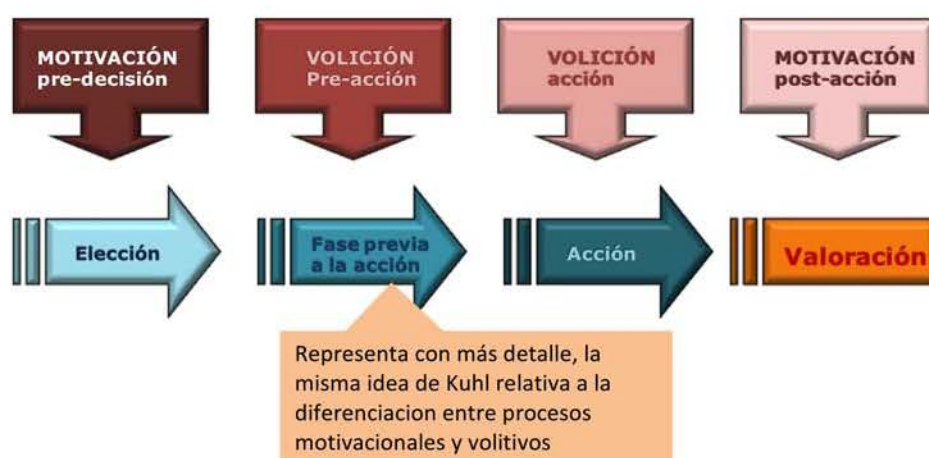 MOTIVACIÓN
pre-decisión
VOLICIÓN
Pre-acción
VOLICIÓN
acción
MOTIVACIÓN
post-acción
Elección
Fase previa
a la acción
Acción
Valoración
Representa con más detalle, la
misma idea de Kuhl relativa a la
diferenciacion entre procesos
motivacionales y volitivos